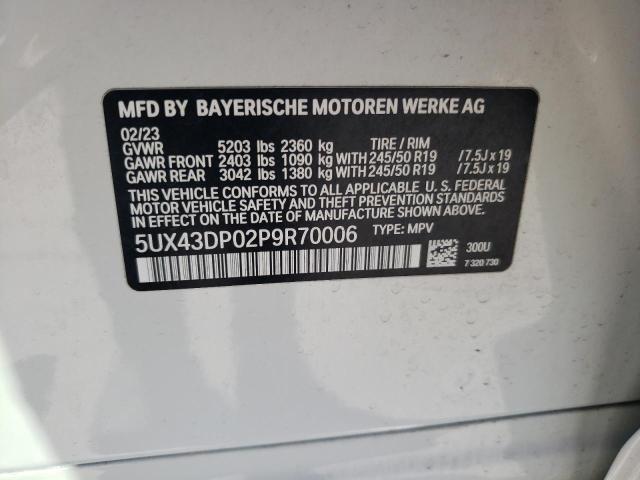 MFD BY BAYERISCHE MOTOREN WERKE AG
02/23
GVWR 5203 lbs 2360 kg TIRE / RIM
GAWR FRONT 2403 lbs 1090 kg WITH 245/50 R19 /7.5J x 19
GAWR REAR 3042 lbs 1380 kg WITH 245/50 R19 /7.5J x 19
THIS VEHICLE CONFORMS TO ALL APPLICABLE U. S. FEDERAL
MOTOR VEHICLE SAFETY BUMPER AND THEFT PREVENTION
STANDARDS IN EFFECT ON THE DATE OF MANUFACTURE SHOWN ABOVE.
5UX43DP02P9R70006 TYPE: MPV
300U
7 320 730